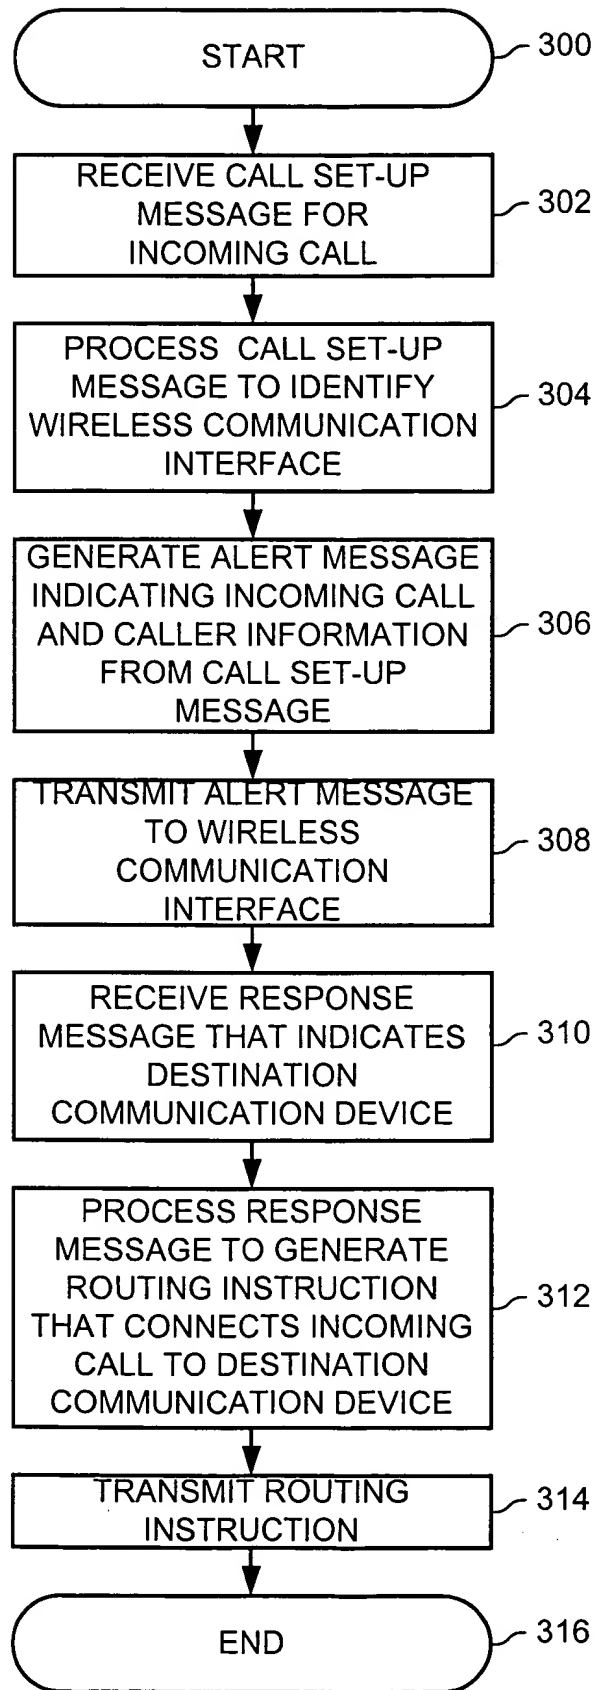 START
300
RECEIVE CALL SET-UP
MESSAGE FOR
INCOMING CALL
302
PROCESS CALL SET-UP
MESSAGE TO IDENTIFY
WIRELESS COMMUNICATION
INTERFACE
304
GENERATE ALERT MESSAGE
INDICATING INCOMING CALL
AND CALLER INFORMATION
FROM CALL SET-UP
MESSAGE
306
TRANSMIT ALERT MESSAGE
TO WIRELESS
COMMUNICATION
INTERFACE
308
RECEIVE RESPONSE
MESSAGE THAT INDICATES
DESTINATION
COMMUNICATION DEVICE
310
PROCESS RESPONSE
MESSAGE TO GENERATE
ROUTING INSTRUCTION
THAT CONNECTS INCOMING
CALL TO DESTINATION
COMMUNICATION DEVICE
312
TRANSMIT ROUTING
INSTRUCTION
314
END
316